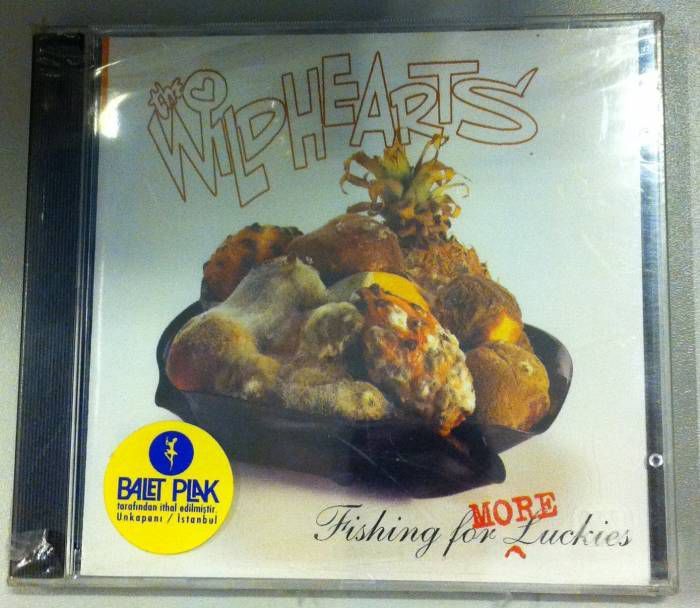 the
WILDHEARTS
BALET PLAK
tarafından ithal edilmiştir.
Unkapanı / İstanbul
MORE
Fishing for Luckies